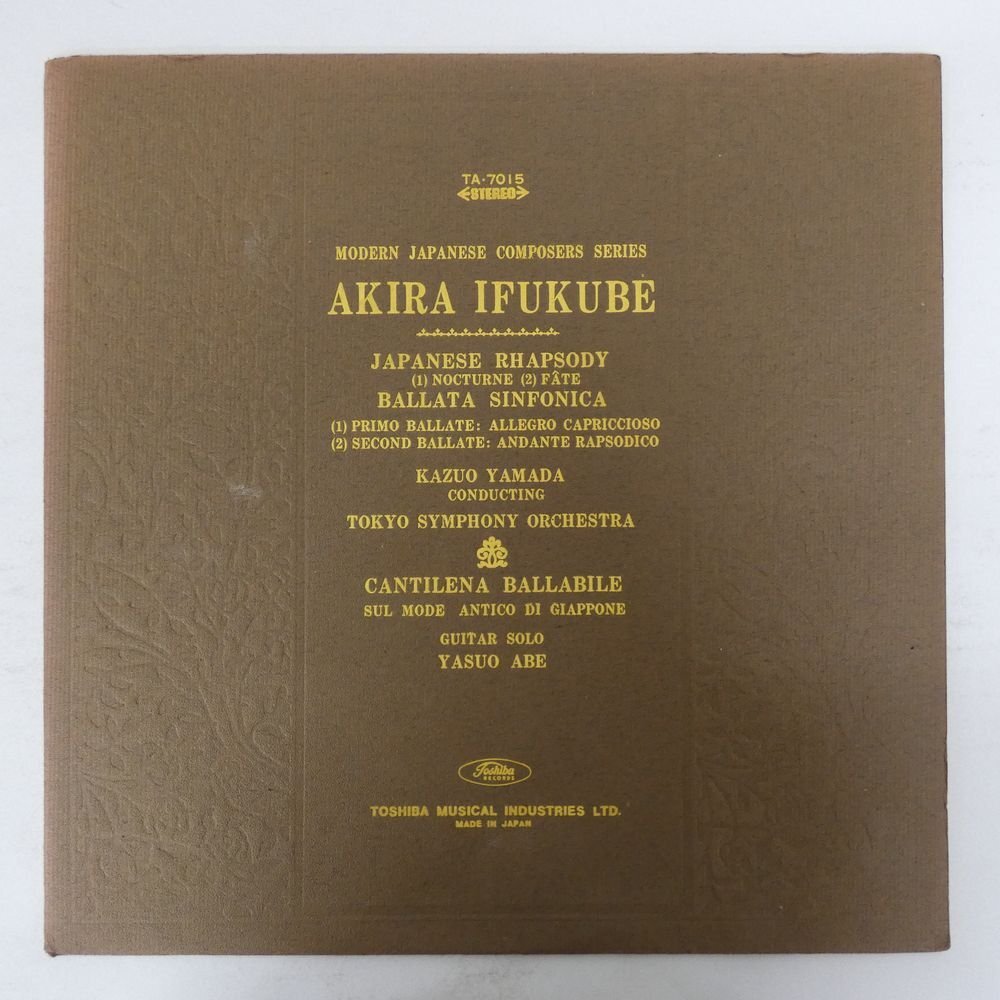 TA·7015
STEREO
MODERN JAPANESE COMPOSERS SERIES
AKIRA IFUKUBE
JAPANESE RHAPSODY
(1) NOCTURNE (2) FÂTE
BALLATA SINFONICA
(1) PRIMO BALLATE: ALLEGRO CAPRICCIOSO
(2) SECOND BALLATE: ANDANTE RAPSODICO
KAZUO YAMADA
CONDUCTING
TOKYO SYMPHONY ORCHESTRA
CANTILENA BALLABILE
SUL MODE ANTICO DI GIAPPONE
GUITAR SOLO
YASUO ABE
Toshiba
RECORDS
TOSHIBA MUSICAL INDUSTRIES LTD.
MADE IN JAPAN